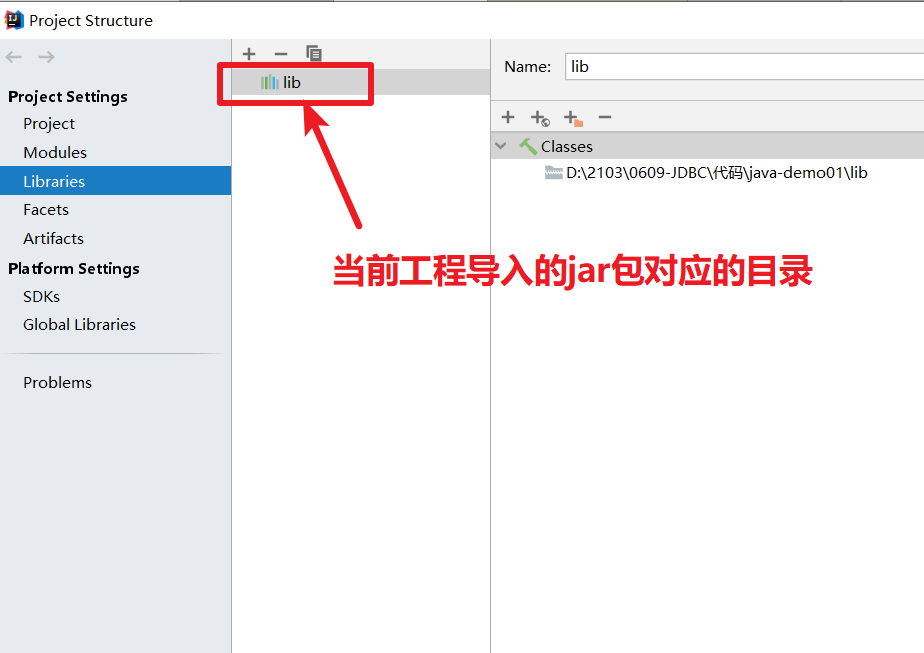 Project Structure
Project Settings
Project
Modules
Libraries
Facets
Artifacts
Platform Settings
SDKs
Global Libraries
Problems
lib
Name: lib
Classes
D:\2103\0609-JDBC\代码\java-demo01\lib
当前工程导入的jar包对应的目录